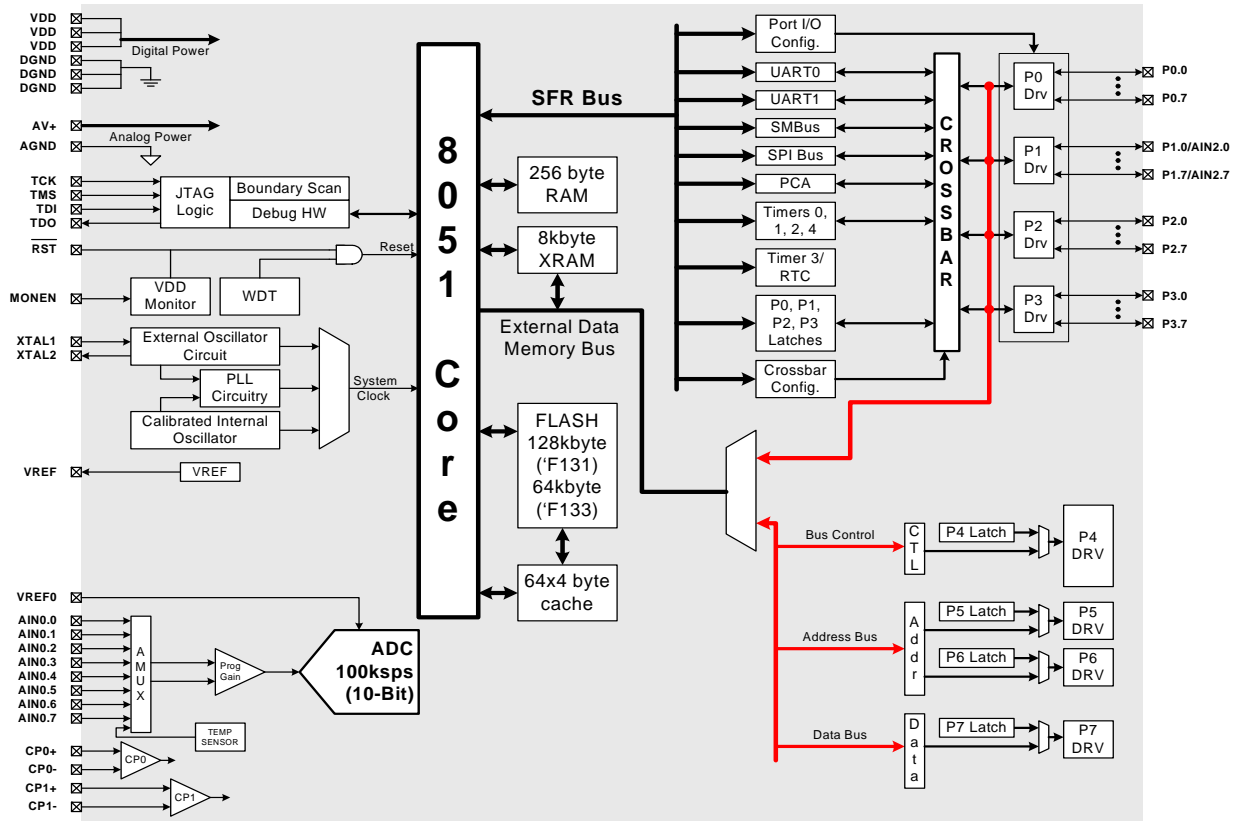 VDD
VDD
VDD
Digital Power
DGND
DGND
DGND
AV+
Analog Power
AGND
TCK
TMS
TDI
TDO
JTAG
Logic
Boundary Scan
Debug HW
RST
Reset
MONEN
VDD
Monitor
WDT
XTAL1
XTAL2
External Oscillator
Circuit
PLL
Circuitry
Calibrated Internal
Oscillator
System
Clock
VREF
VREF
VREF0
AIN0.0
AIN0.1
AIN0.2
AIN0.3
AIN0.4
AIN0.5
AIN0.6
AIN0.7
AMUX
Prog
Gain
ADC
100ksps
(10-Bit)
TEMP
SENSOR
CP0+
CP0-
CP0
CP1+
CP1-
CP1
8051 Core
SFR Bus
256 byte
RAM
8kbyte
XRAM
External Data
Memory Bus
FLASH
128kbyte
(‘F131)
64kbyte
(‘F133)
64x4 byte
cache
Port I/O
Config.
UART0
UART1
SMBus
SPI Bus
PCA
Timers 0,
1, 2, 4
Timer 3/
RTC
P0, P1,
P2, P3
Latches
Crossbar
Config.
CROSSBAR
P0
Drv
P1
Drv
P2
Drv
P3
Drv
P0.0
P0.7
P1.0/AIN2.0
P1.7/AIN2.7
P2.0
P2.7
P3.0
P3.7
Bus Control
CTL
P4 Latch
P4
DRV
Address Bus
Addr
P5 Latch
P5
DRV
P6 Latch
P6
DRV
Data Bus
Data
P7 Latch
P7
DRV